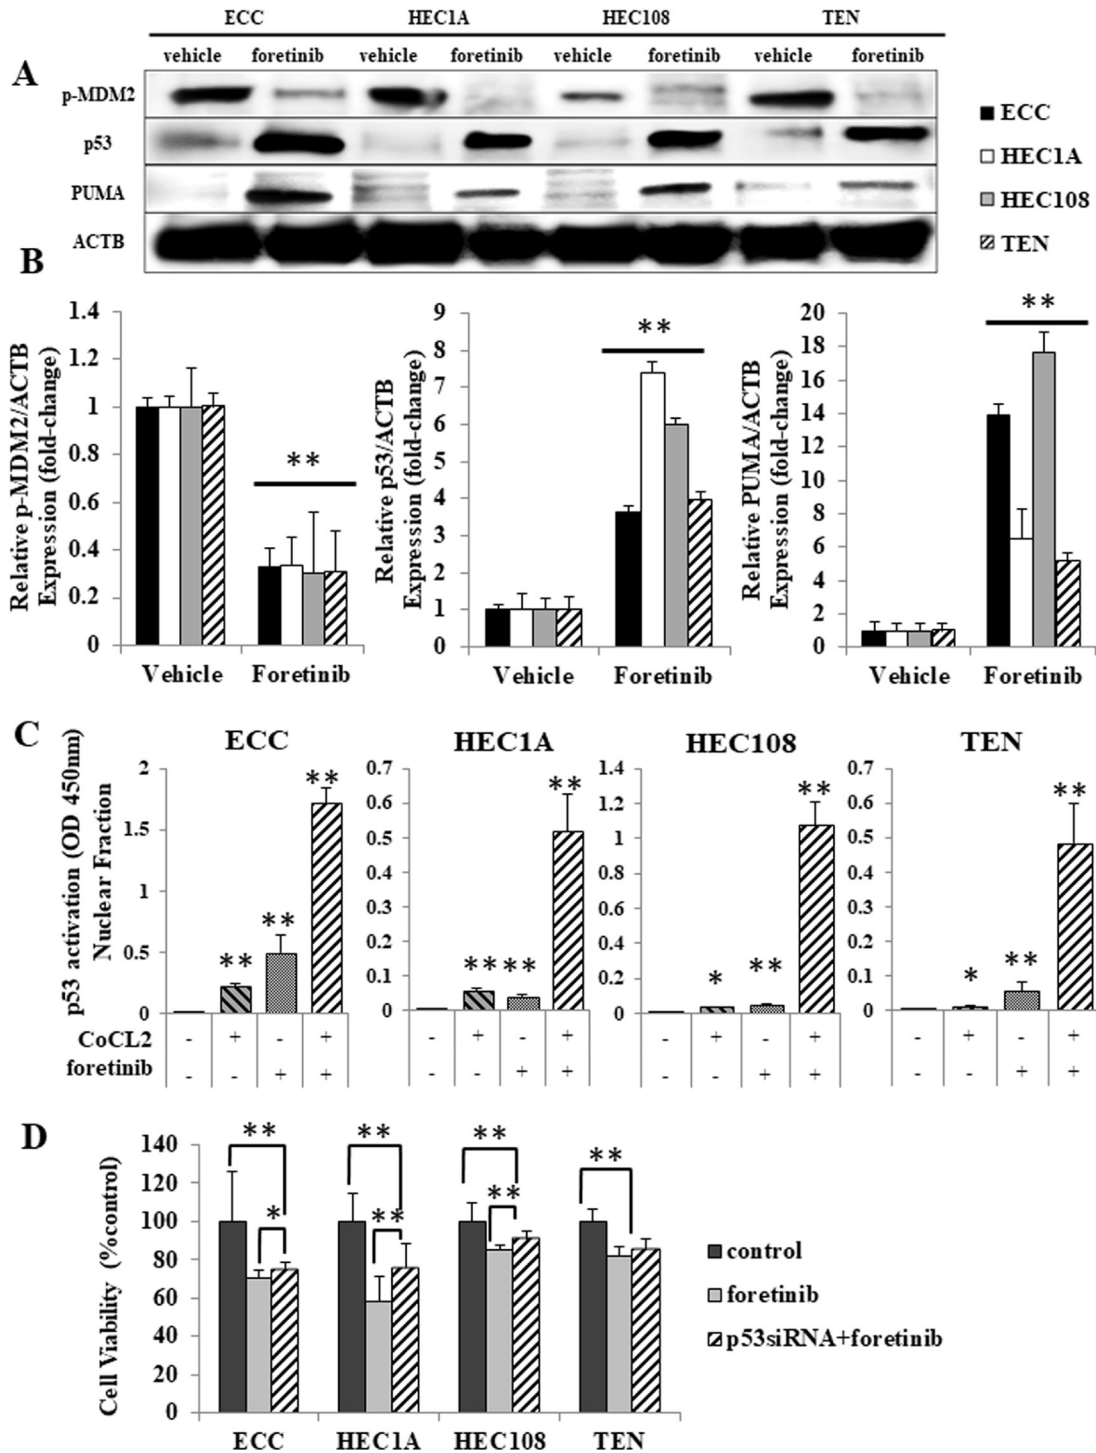 ECC HEC1A HEC108 TEN
vehicle foretinib vehicle foretinib vehicle foretinib vehicle foretinib
A
p-MDM2
p53
PUMA
ACTB
ECC
HEC1A
HEC108
TEN
B
Relative p-MDM2/ACTB
Expression (fold-change)
1.4
1.2
1
0.8
0.6
0.4
0.2
0
**
Vehicle Foretinib
Relative p53/ACTB
Expression (fold-change)
9
8
7
6
5
4
3
2
1
0
**
Vehicle Foretinib
Relative PUMA/ACTB
Expression (fold-change)
20
18
16
14
12
10
8
6
4
2
0
**
Vehicle Foretinib
C
p53 activation (OD 450nm)
Nuclear Fraction
ECC
2
1.5
1
0.5
0
** ** **
HEC1A
0.7
0.6
0.5
0.4
0.3
0.2
0.1
0
** ** **
HEC108
1.4
1.2
1
0.8
0.6
0.4
0.2
0
* ** **
TEN
0.7
0.6
0.5
0.4
0.3
0.2
0.1
0
* ** **
CoCL2 - + - + - + - + - + - + - + - +
foretinib - - + + - - + + - - + + - - + +
D
Cell Viability (%control)
140
120
100
80
60
40
20
0
** ** ** **
* ** **
ECC HEC1A HEC108 TEN
control
foretinib
p53siRNA+foretinib